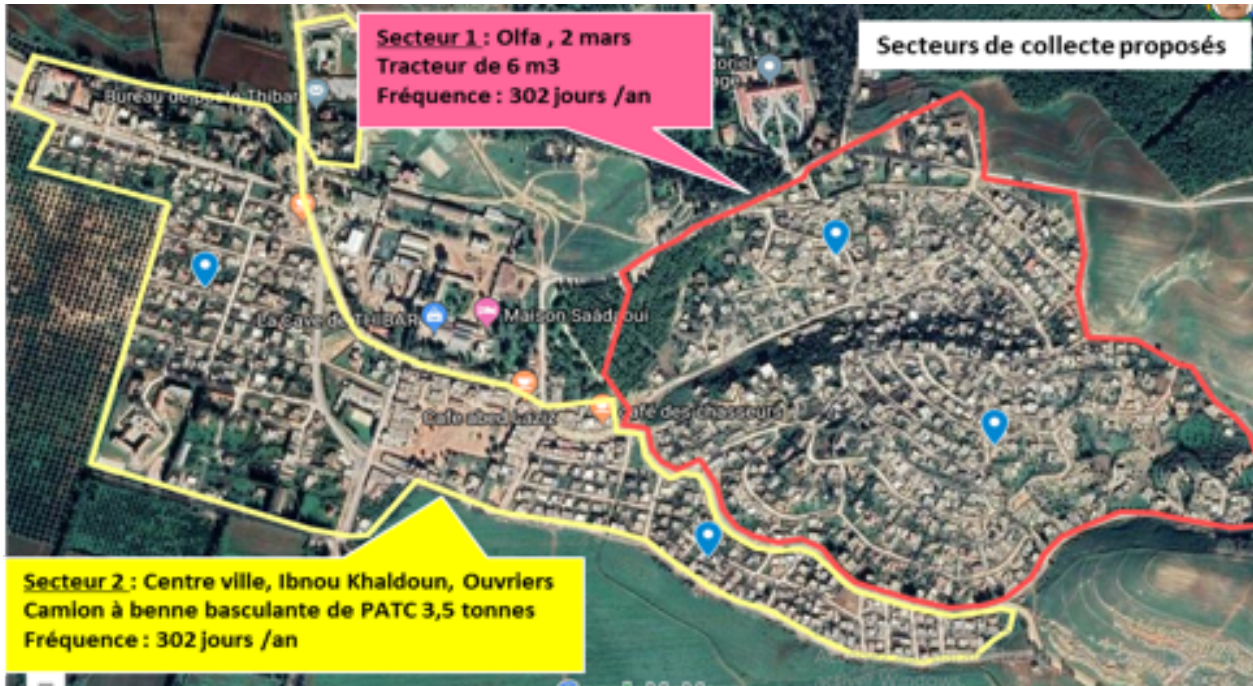 Secteur 1 : Olfa , 2 mars
Tracteur de 6 m3
Fréquence : 302 jours /an
Secteurs de collecte proposés
Bureau de poste Thibar
La Cave de THIBAR
Maison Saâdaoui
Café des chasseurs
Secteur 2 : Centre ville, Ibnou Khaldoun, Ouvriers
Camion à benne basculante de PATC 3,5 tonnes
Fréquence : 302 jours /an